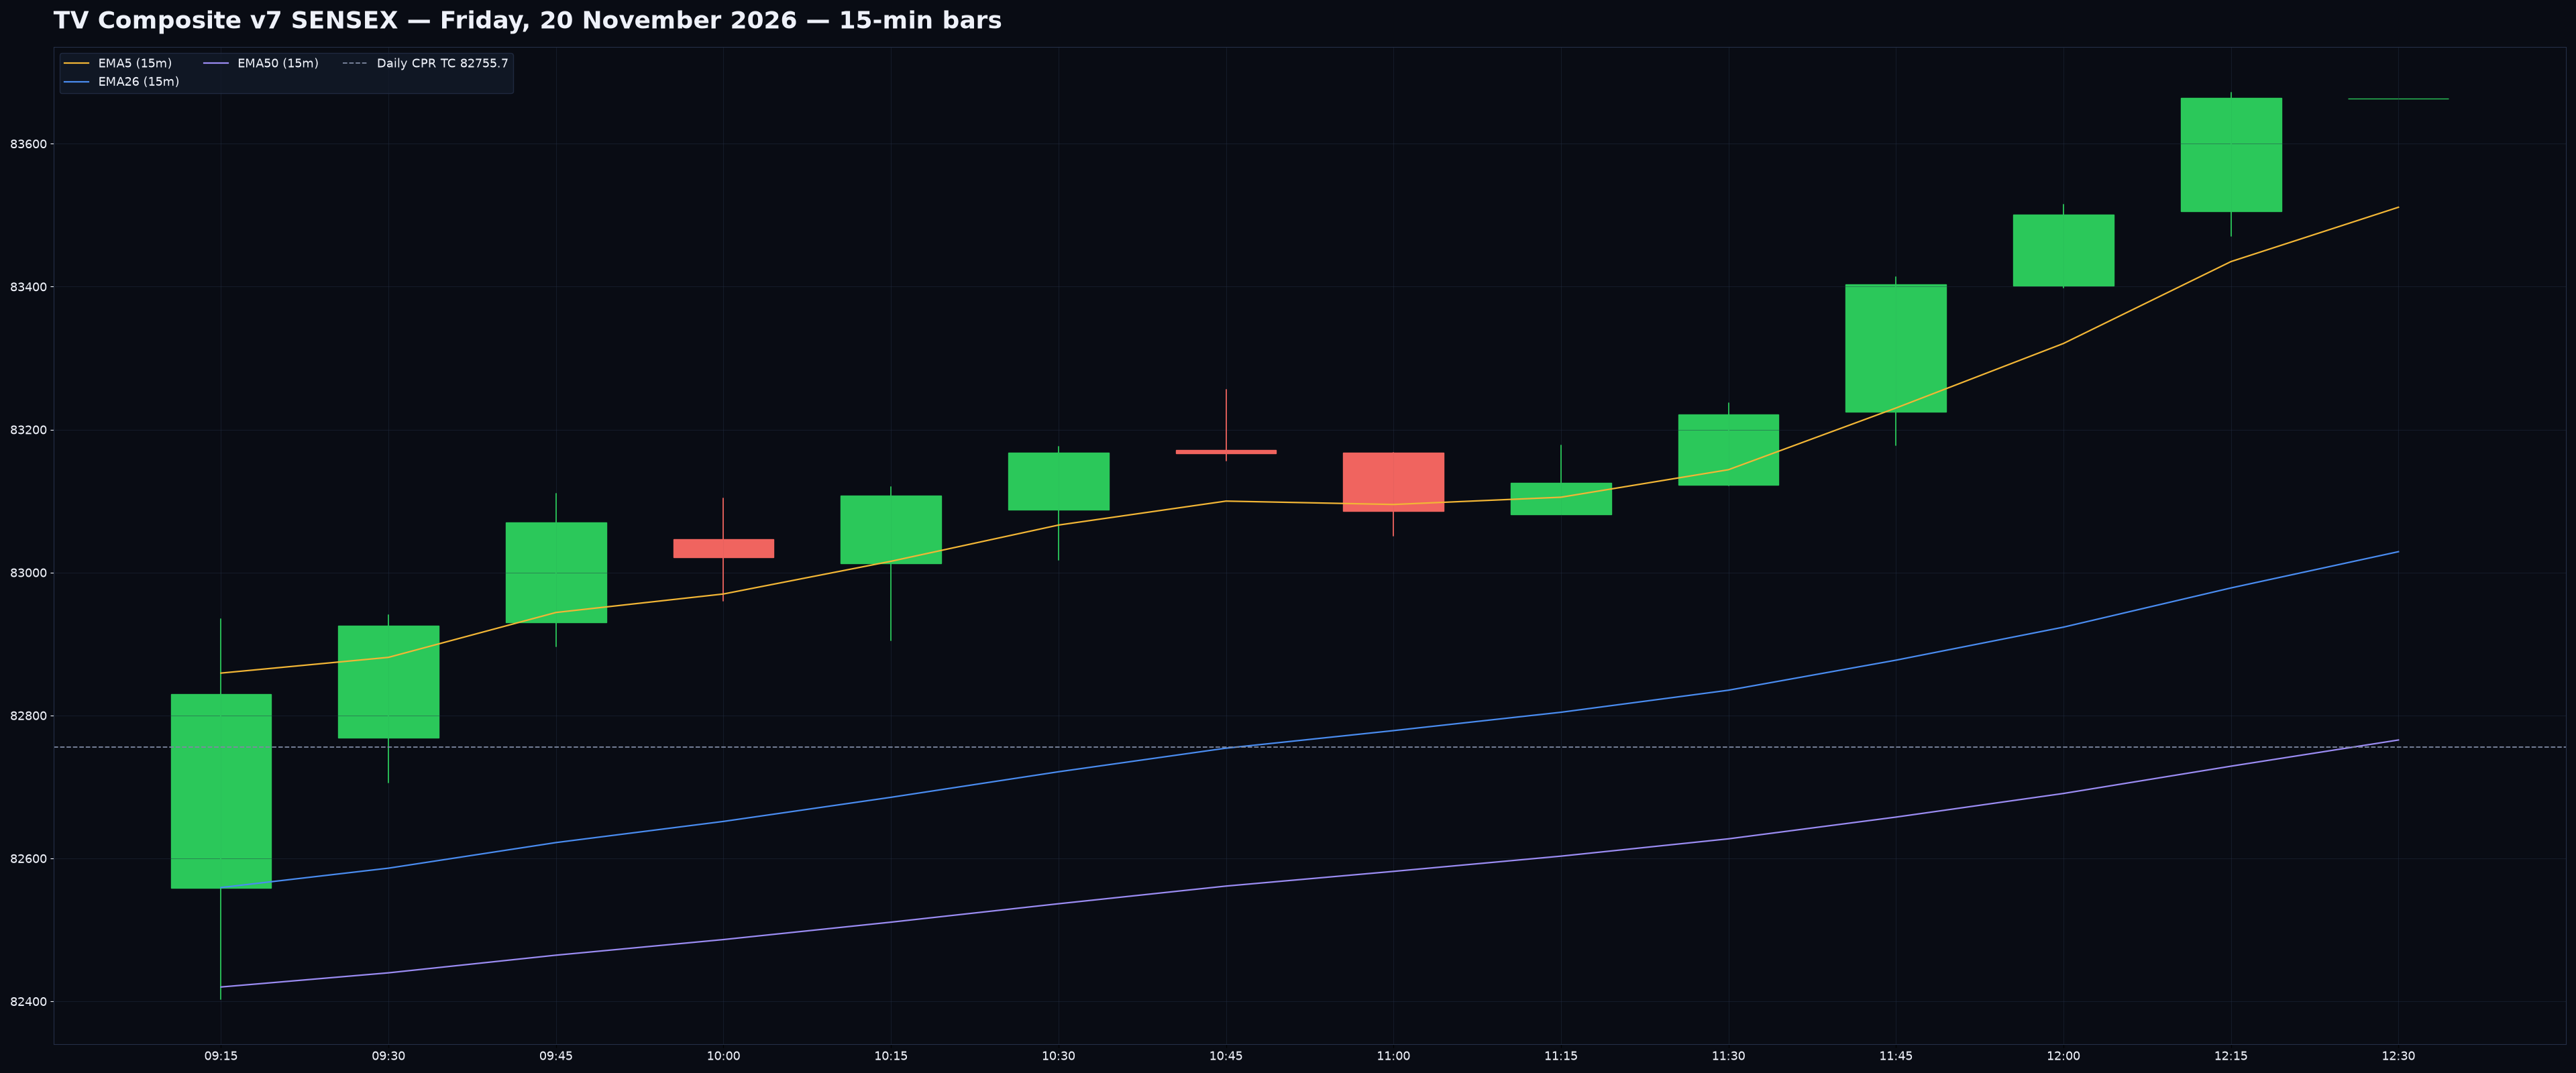 TV Composite v7 SENSEX — Friday, 20 November 2026 — 15-min bars
EMA5 (15m) EMA50 (15m) Daily CPR TC 82755.7
EMA26 (15m)
83600
83400
83200
83000
82800
82600
82400
09:15 09:30 09:45 10:00 10:15 10:30 10:45 11:00 11:15 11:30 11:45 12:00 12:15 12:30